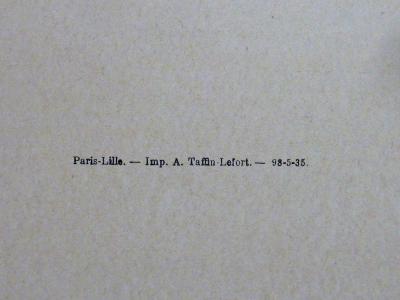 Paris-Lille. — Imp. A. Taffin-Lefort. — 98-5-35.